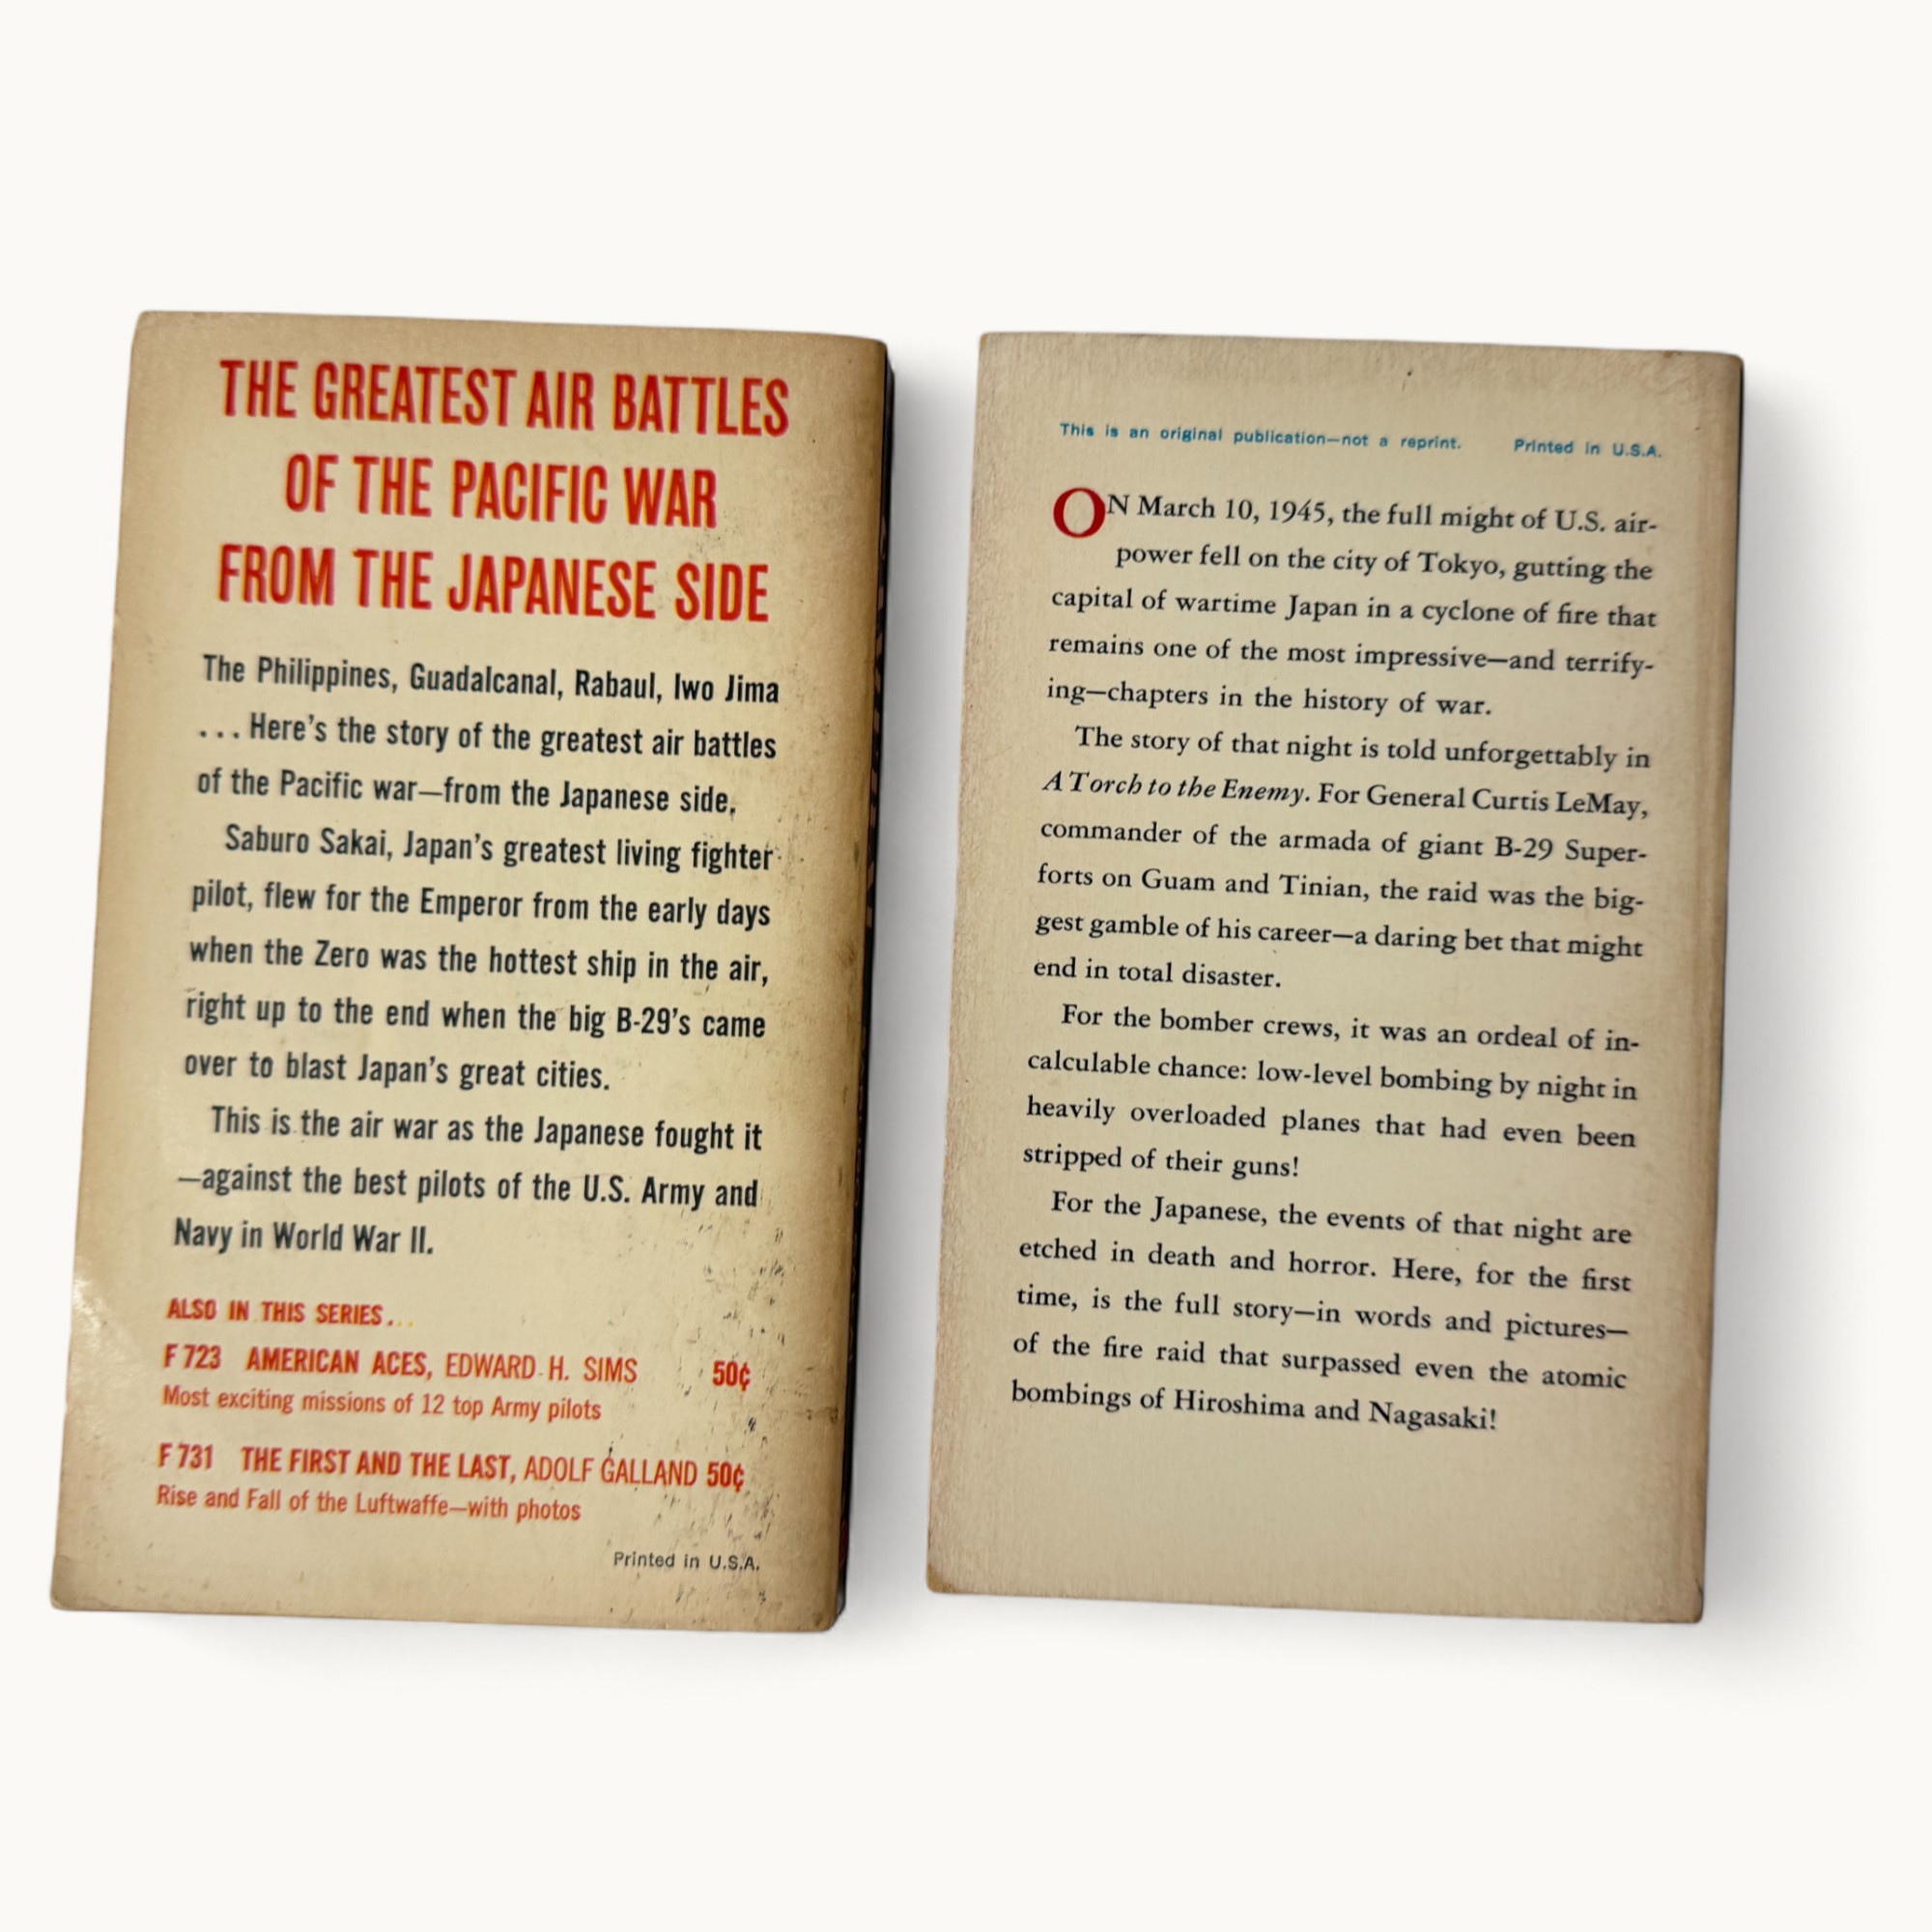 THE GREATEST AIR BATTLES
OF THE PACIFIC WAR
FROM THE JAPANESE SIDE
The Philippines, Guadalcanal, Rabaul, Iwo Jima
...Here's the story of the greatest air battles
of the Pacific war—from the Japanese side.
Saburo Sakai, Japan's greatest living fighter
pilot, flew for the Emperor from the early days
when the Zero was the hottest ship in the air,
right up to the end when the big B-29's came
over to blast Japan's great cities.
This is the air war as the Japanese fought it
—against the best pilots of the U.S. Army and
Navy in World War II.
ALSO IN THIS SERIES...
F 723 AMERICAN ACES, EDWARD H. SIMS 50¢
Most exciting missions of 12 top Army pilots
F 731 THE FIRST AND THE LAST, ADOLF GALLAND 50¢
Rise and Fall of the Luftwaffe—with photos
Printed in U.S.A.
This is an original publication—not a reprint. Printed in U.S.A.
ON March 10, 1945, the full might of U.S. air-
power fell on the city of Tokyo, gutting the
capital of wartime Japan in a cyclone of fire that
remains one of the most impressive—and terrify-
ing—chapters in the history of war.
The story of that night is told unforgettably in
A Torch to the Enemy. For General Curtis LeMay,
commander of the armada of giant B-29 Super-
forts on Guam and Tinian, the raid was the big-
gest gamble of his career—a daring bet that might
end in total disaster.
For the bomber crews, it was an ordeal of in-
calculable chance: low-level bombing by night in
heavily overloaded planes that had even been
stripped of their guns!
For the Japanese, the events of that night are
etched in death and horror. Here, for the first
time, is the full story—in words and pictures—
of the fire raid that surpassed even the atomic
bombings of Hiroshima and Nagasaki!